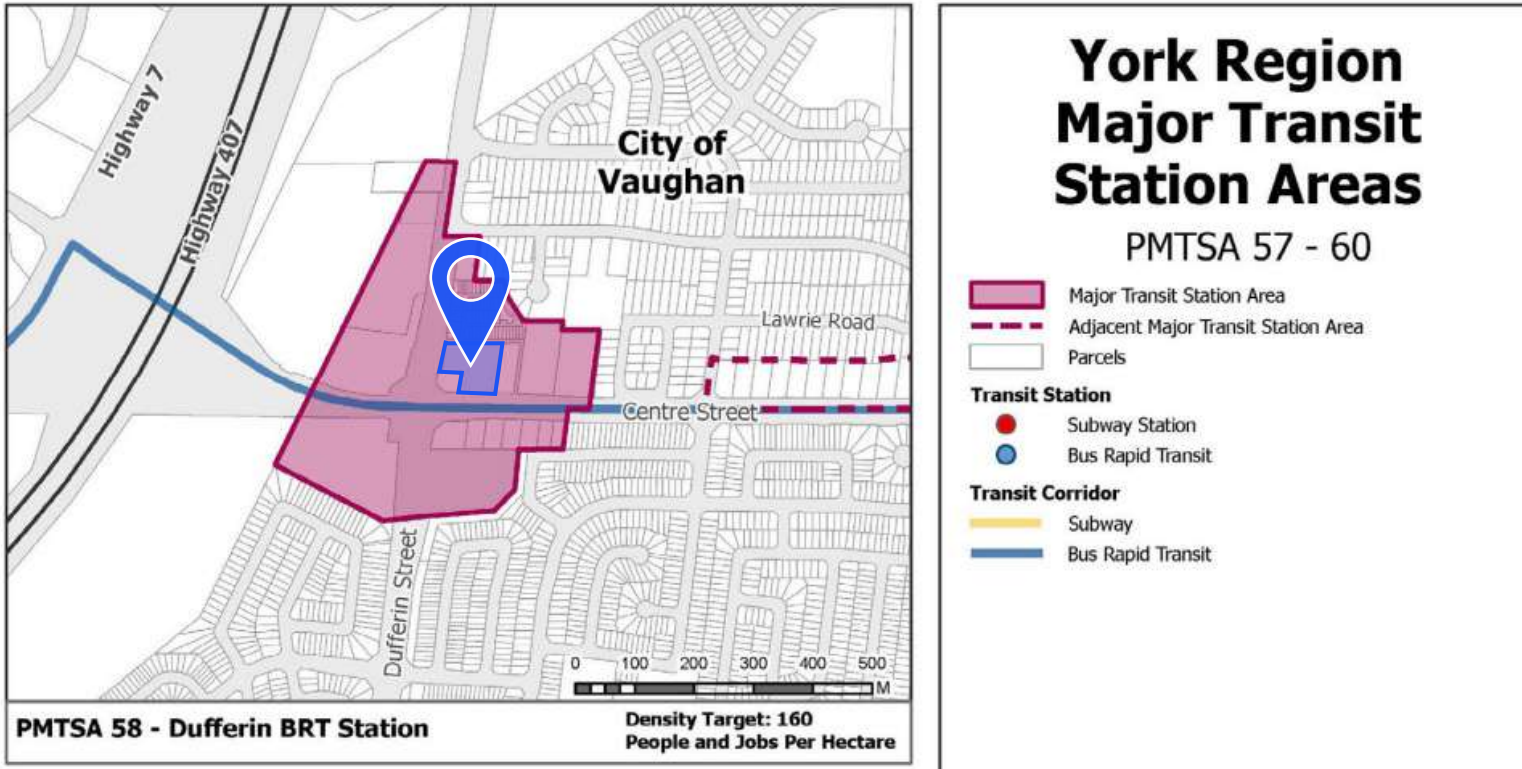 Highway 7
Highway 407
City of
Vaughan
Lawrie Road
Centre Street
Dufferin Street
0 100 200 300 400 500
M
PMTSA 58 - Dufferin BRT Station
Density Target: 160
People and Jobs Per Hectare
York Region
Major Transit
Station Areas
PMTSA 57 - 60
Major Transit Station Area
Adjacent Major Transit Station Area
Parcels
Transit Station
Subway Station
Bus Rapid Transit
Transit Corridor
Subway
Bus Rapid Transit